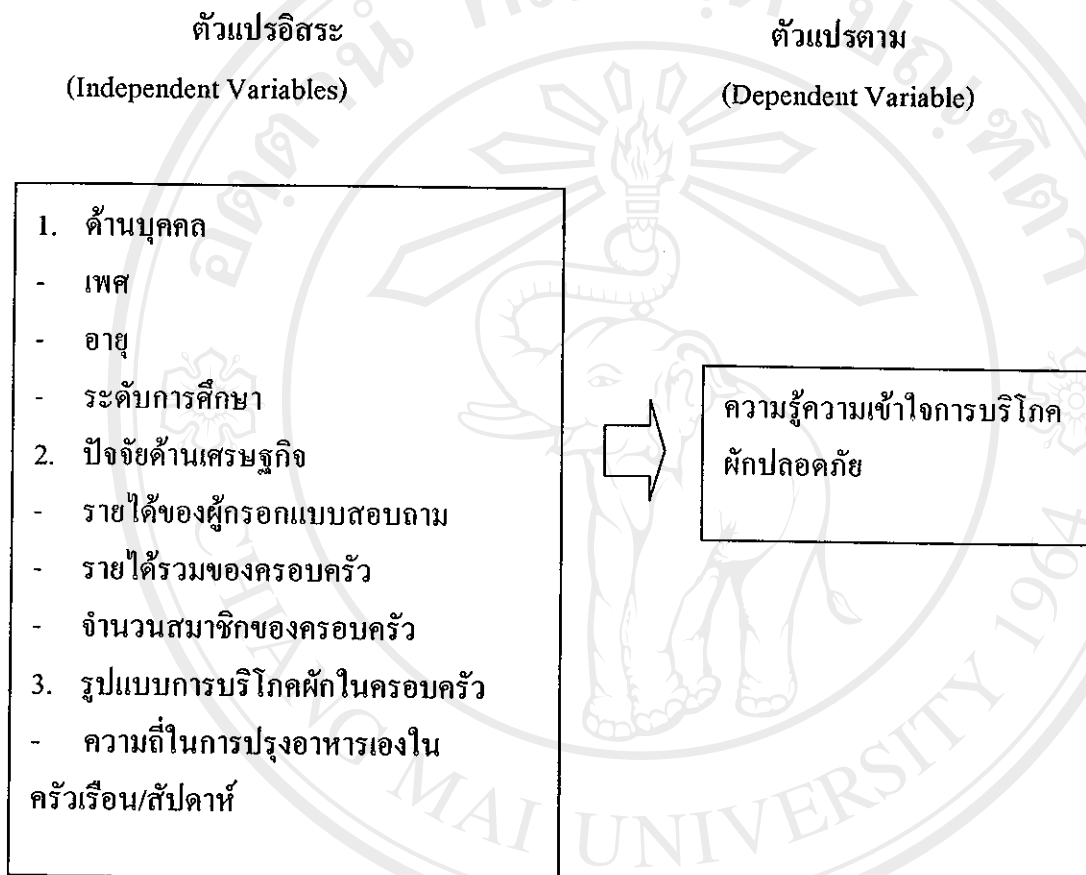 ตัวแปรอิสระ
(Independent Variables)
ตัวแปรตาม
(Dependent Variable)
1. ด้านบุคคล
- เพศ
- อายุ
- ระดับการศึกษา
2. ปัจจัยด้านเศรษฐกิจ
- รายได้ของผู้กรอกแบบสอบถาม
- รายได้รวมของครอบครัว
- จำนวนสมาชิกของครอบครัว
3. รูปแบบการบริโภคผักในครอบครัว
- ความถี่ในการปรุงอาหารเองใน
ครัวเรือน/สัปดาห์
ความรู้ความเข้าใจการบริโภค
ผักปลอดภัย
CHIANG MAI UNIVERSITY 1964